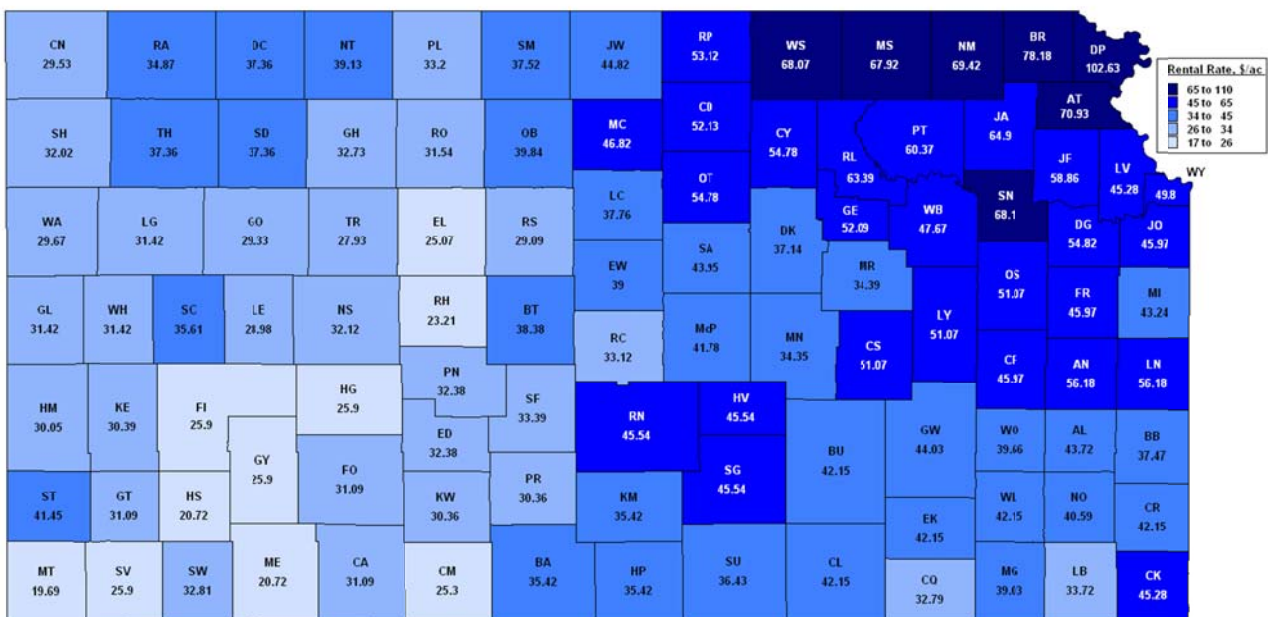 CN
29.53
RA
34.87
DC
37.36
NT
39.13
PL
33.2
SM
37.52
JW
44.82
RP
53.12
WS
68.07
MS
67.92
NM
69.42
BR
78.18
DP
102.63
Rental Rate, $/ac
65 to 110
45 to 65
34 to 45
26 to 34
17 to 26
SH
32.02
TH
37.36
SD
37.36
GH
32.73
RO
31.54
OB
39.84
MC
46.82
CD
52.13
CY
54.78
RL
63.39
PT
60.37
JA
64.9
AT
70.93
JF
58.86
LV
45.28
WY
49.8
WA
29.67
LG
31.42
GO
29.33
TR
27.93
EL
25.07
RS
29.09
LC
37.76
OT
54.78
SA
43.95
DK
37.14
GE
52.09
WB
47.67
SN
68.1
DG
54.82
JO
45.97
GL
31.42
WH
31.42
SC
35.61
LE
28.98
NS
32.12
RH
23.21
BT
38.38
EW
39
RC
33.12
McP
41.78
MN
34.35
MR
34.39
CS
51.07
LY
51.07
OS
51.07
FR
45.97
MI
43.24
HM
30.05
KE
30.39
FI
25.9
HG
25.9
PN
32.38
SF
33.39
RN
45.54
HV
45.54
CF
45.97
AN
56.18
LN
56.18
GY
25.9
FO
31.09
ED
32.38
SG
45.54
BU
42.15
GW
44.03
WO
39.66
AL
43.72
BB
37.47
ST
41.45
GT
31.09
HS
20.72
KW
30.36
PR
30.36
KM
35.42
EK
42.15
WL
42.15
NO
40.59
CR
42.15
MT
19.69
SV
25.9
SW
32.81
ME
20.72
CA
31.09
CM
25.3
BA
35.42
HP
35.42
SU
36.43
CL
42.15
CQ
32.79
MG
39.03
LB
33.72
CK
45.28